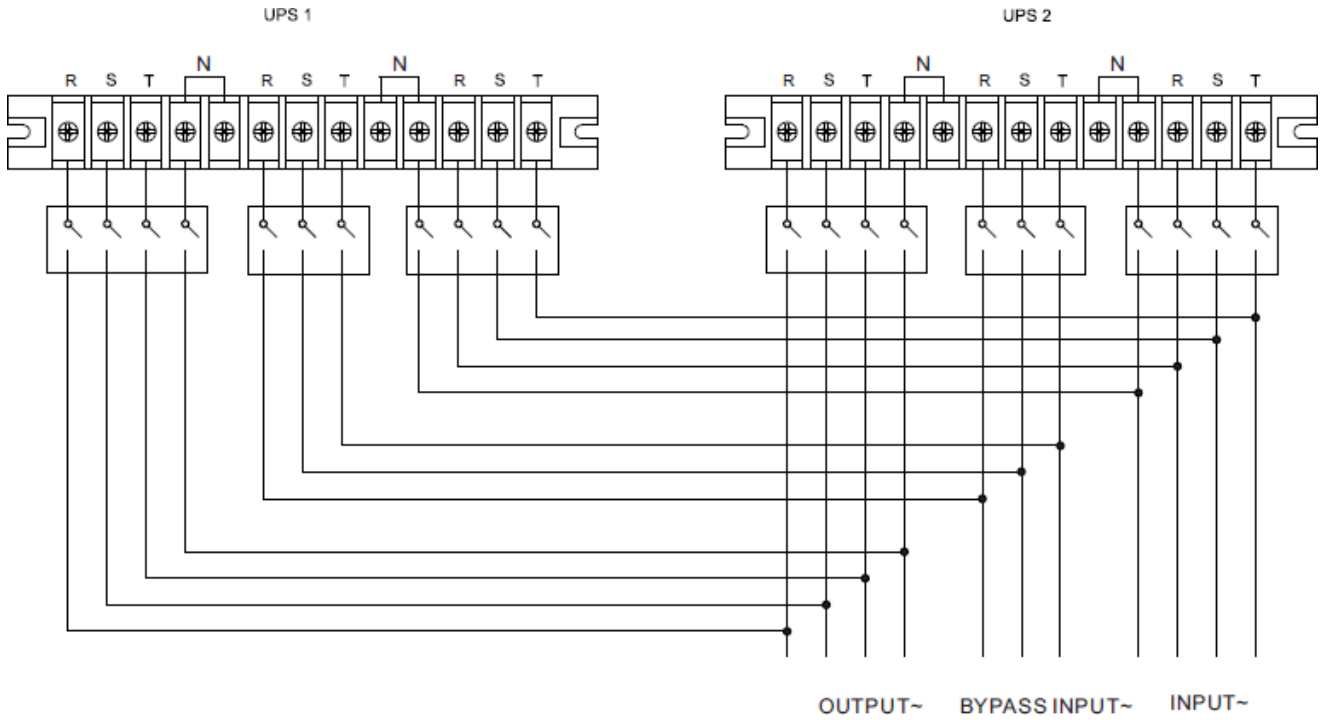 UPS 1 UPS 2
N N N N
R S T R S T R S T R S T R S T R S T
OUTPUT~ BYPASS INPUT~ INPUT~